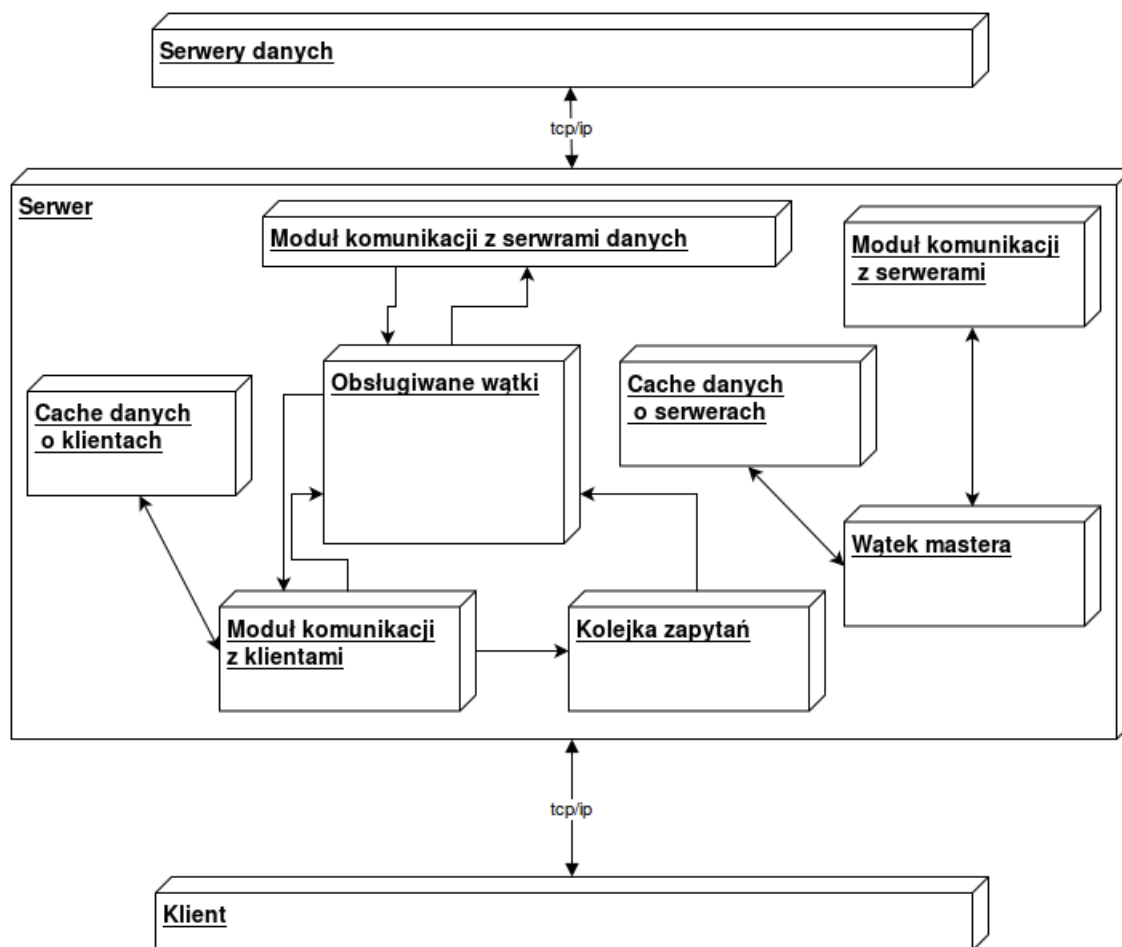 Serwery danych
tcp/ip
Serwer
Moduł komunikacji z serwrami danych
Moduł komunikacji
z serwerami
Obsługiwane wątki
Cache danych
o serwerach
Cache danych
o klientach
Wątek mastera
Moduł komunikacji
z klientami
Kolejka zapytań
tcp/ip
Klient